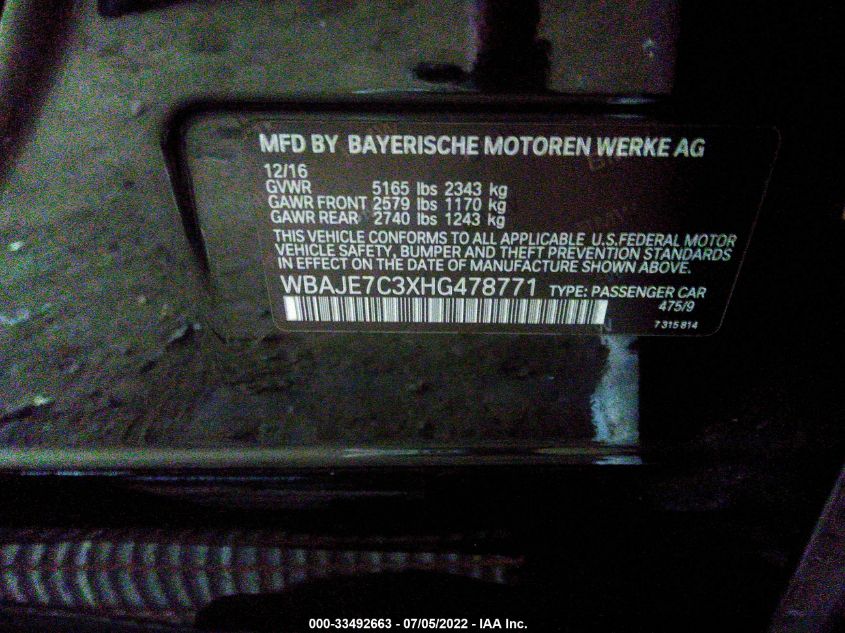 MFD BY BAYERISCHE MOTOREN WERKE AG
12/16
GVWR 5165 lbs 2343 kg
GAWR FRONT 2579 lbs 1170 kg
GAWR REAR 2740 lbs 1243 kg
THIS VEHICLE CONFORMS TO ALL APPLICABLE U.S.FEDERAL MOTOR
VEHICLE SAFETY, BUMPER AND THEFT PREVENTION STANDARDS
IN EFFECT ON THE DATE OF MANUFACTURE SHOWN ABOVE.
WBAJE7C3XHG478771 TYPE: PASSENGER CAR
475/9
7 315 814
000-33492663 - 07/05/2022 - IAA Inc.